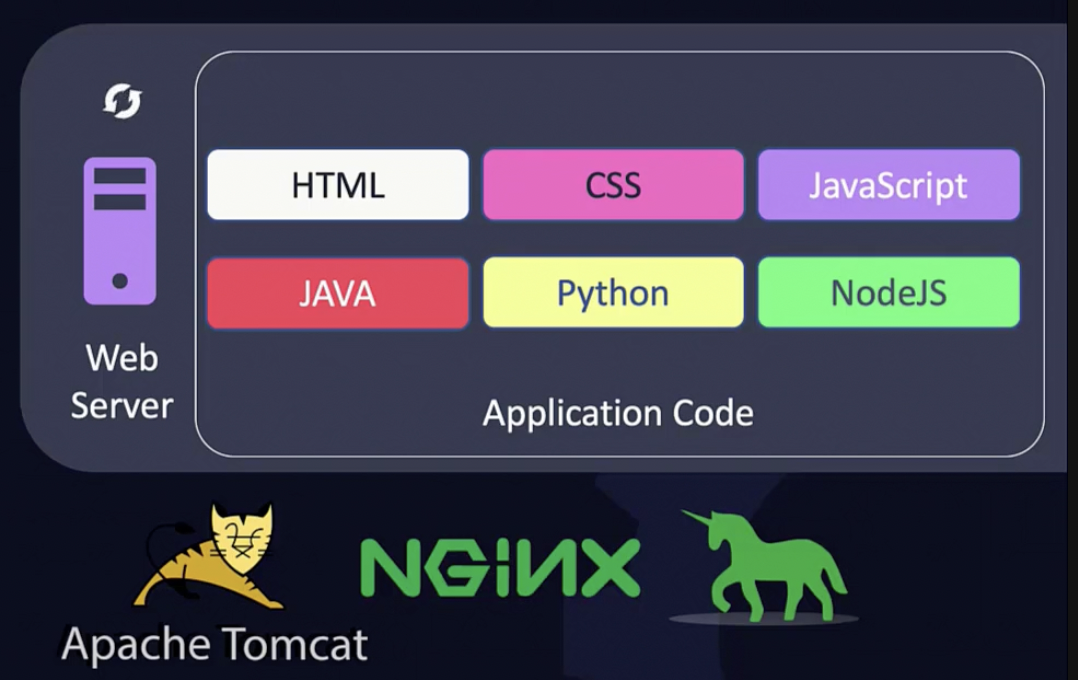 HTML
CSS
JavaScript
JAVA
Python
NodeJS
Web
Server
Application Code
NGINX
Apache Tomcat